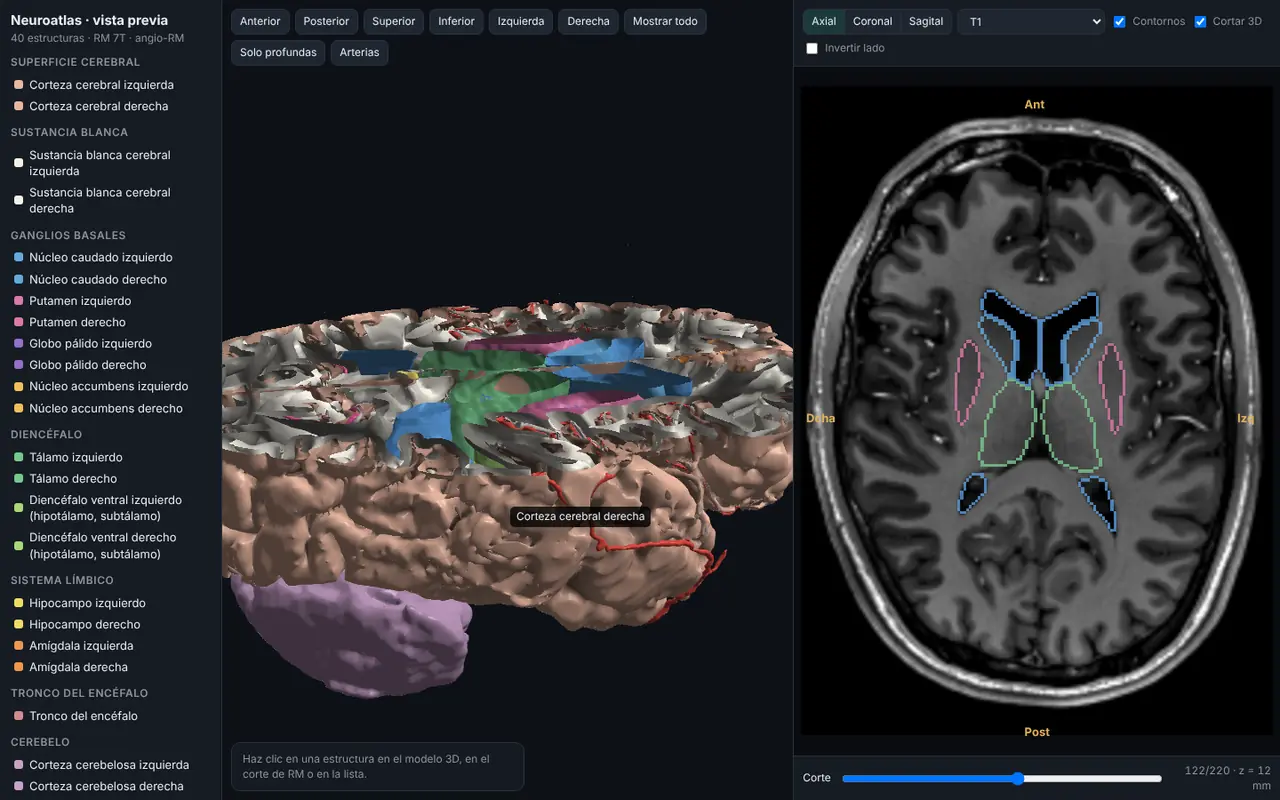 Neuroatlas · vista previa
40 estructuras · RM 7T · angio-RM
SUPERFICIE CEREBRAL
Corteza cerebral izquierda
Corteza cerebral derecha
SUSTANCIA BLANCA
Sustancia blanca cerebral
izquierda
Sustancia blanca cerebral
derecha
GANGLIOS BASALES
Núcleo caudado izquierdo
Núcleo caudado derecho
Putamen izquierdo
Putamen derecho
Globo pálido izquierdo
Globo pálido derecho
Núcleo accumbens izquierdo
Núcleo accumbens derecho
DIENCÉFALO
Tálamo izquierdo
Tálamo derecho
Diencéfalo ventral izquierdo
(hipotálamo, subtálamo)
Diencéfalo ventral derecho
(hipotálamo, subtálamo)
SISTEMA LÍMBICO
Hipocampo izquierdo
Hipocampo derecho
Amígdala izquierda
Amígdala derecha
TRONCO DEL ENCÉFALO
Tronco del encéfalo
CEREBELO
Corteza cerebelosa izquierda
Corteza cerebelosa derecha
Anterior Posterior Superior Inferior Izquierda Derecha Mostrar todo
Solo profundas Arterias
Corteza cerebral derecha
Haz clic en una estructura en el modelo 3D, en el
corte de RM o en la lista.
Axial Coronal Sagital T1 Contornos Cortar 3D
Invertir lado
Ant
Dcha
Izq
Post
Corte 122/220 · z = 12
mm